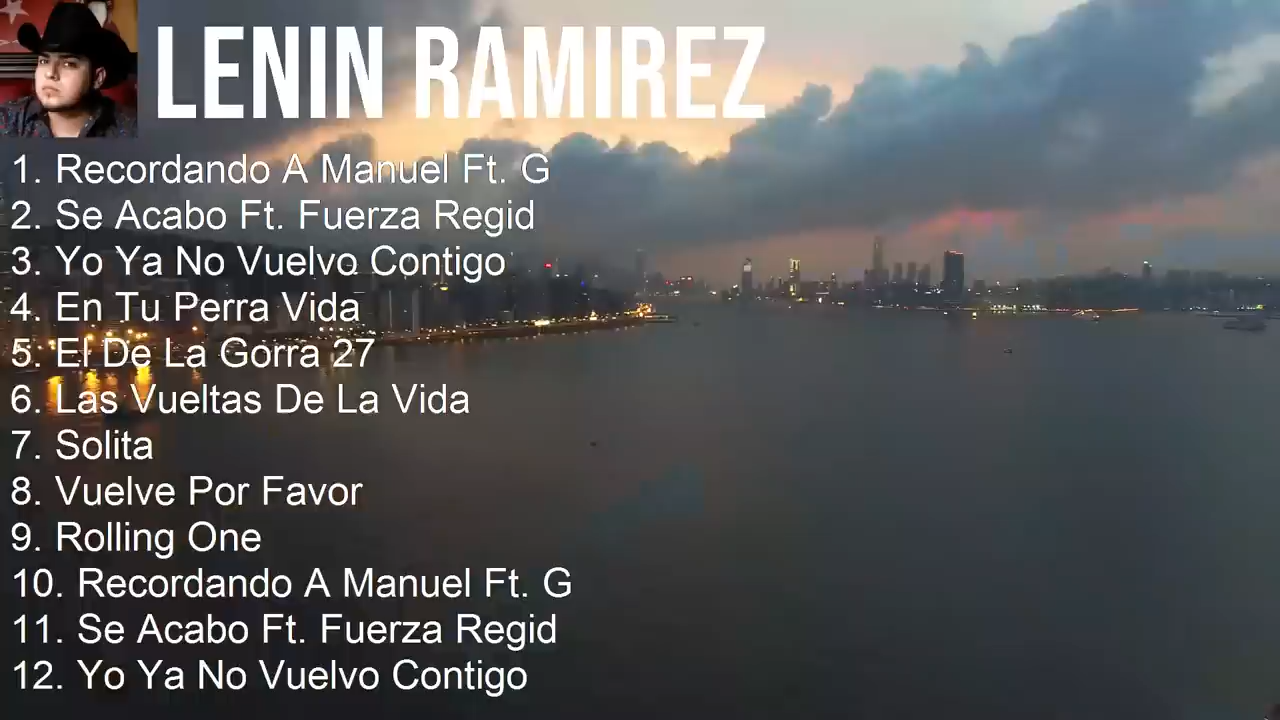 LENIN RAMIREZ
1. Recordando A Manuel Ft. G
2. Se Acabo Ft. Fuerza Regid
3. Yo Ya No Vuelvo Contigo
4. En Tu Perra Vida
5. El De La Gorra 27
6. Las Vueltas De La Vida
7. Solita
8. Vuelve Por Favor
9. Rolling One
10. Recordando A Manuel Ft. G
11. Se Acabo Ft. Fuerza Regid
12. Yo Ya No Vuelvo Contigo